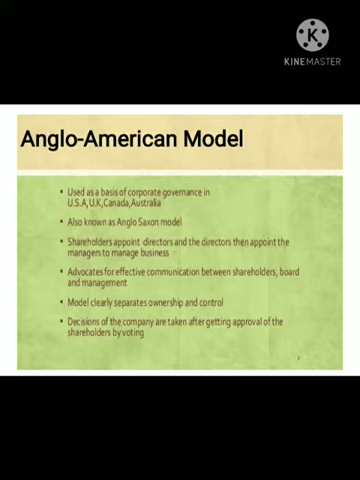 K
KINEMASTER
Anglo-American Model
• Used as a basis of corporate governance in
U.S.A,U.K,Canada,Australia
• Also known as Anglo Saxon model
• Shareholders appoint directors and the directors then appoint the
managers to manage business
• Advocates for effective communication between shareholders, board
and management
• Model clearly separates ownership and control
• Decisions of the company are taken after getting approval of the
shareholders by voting